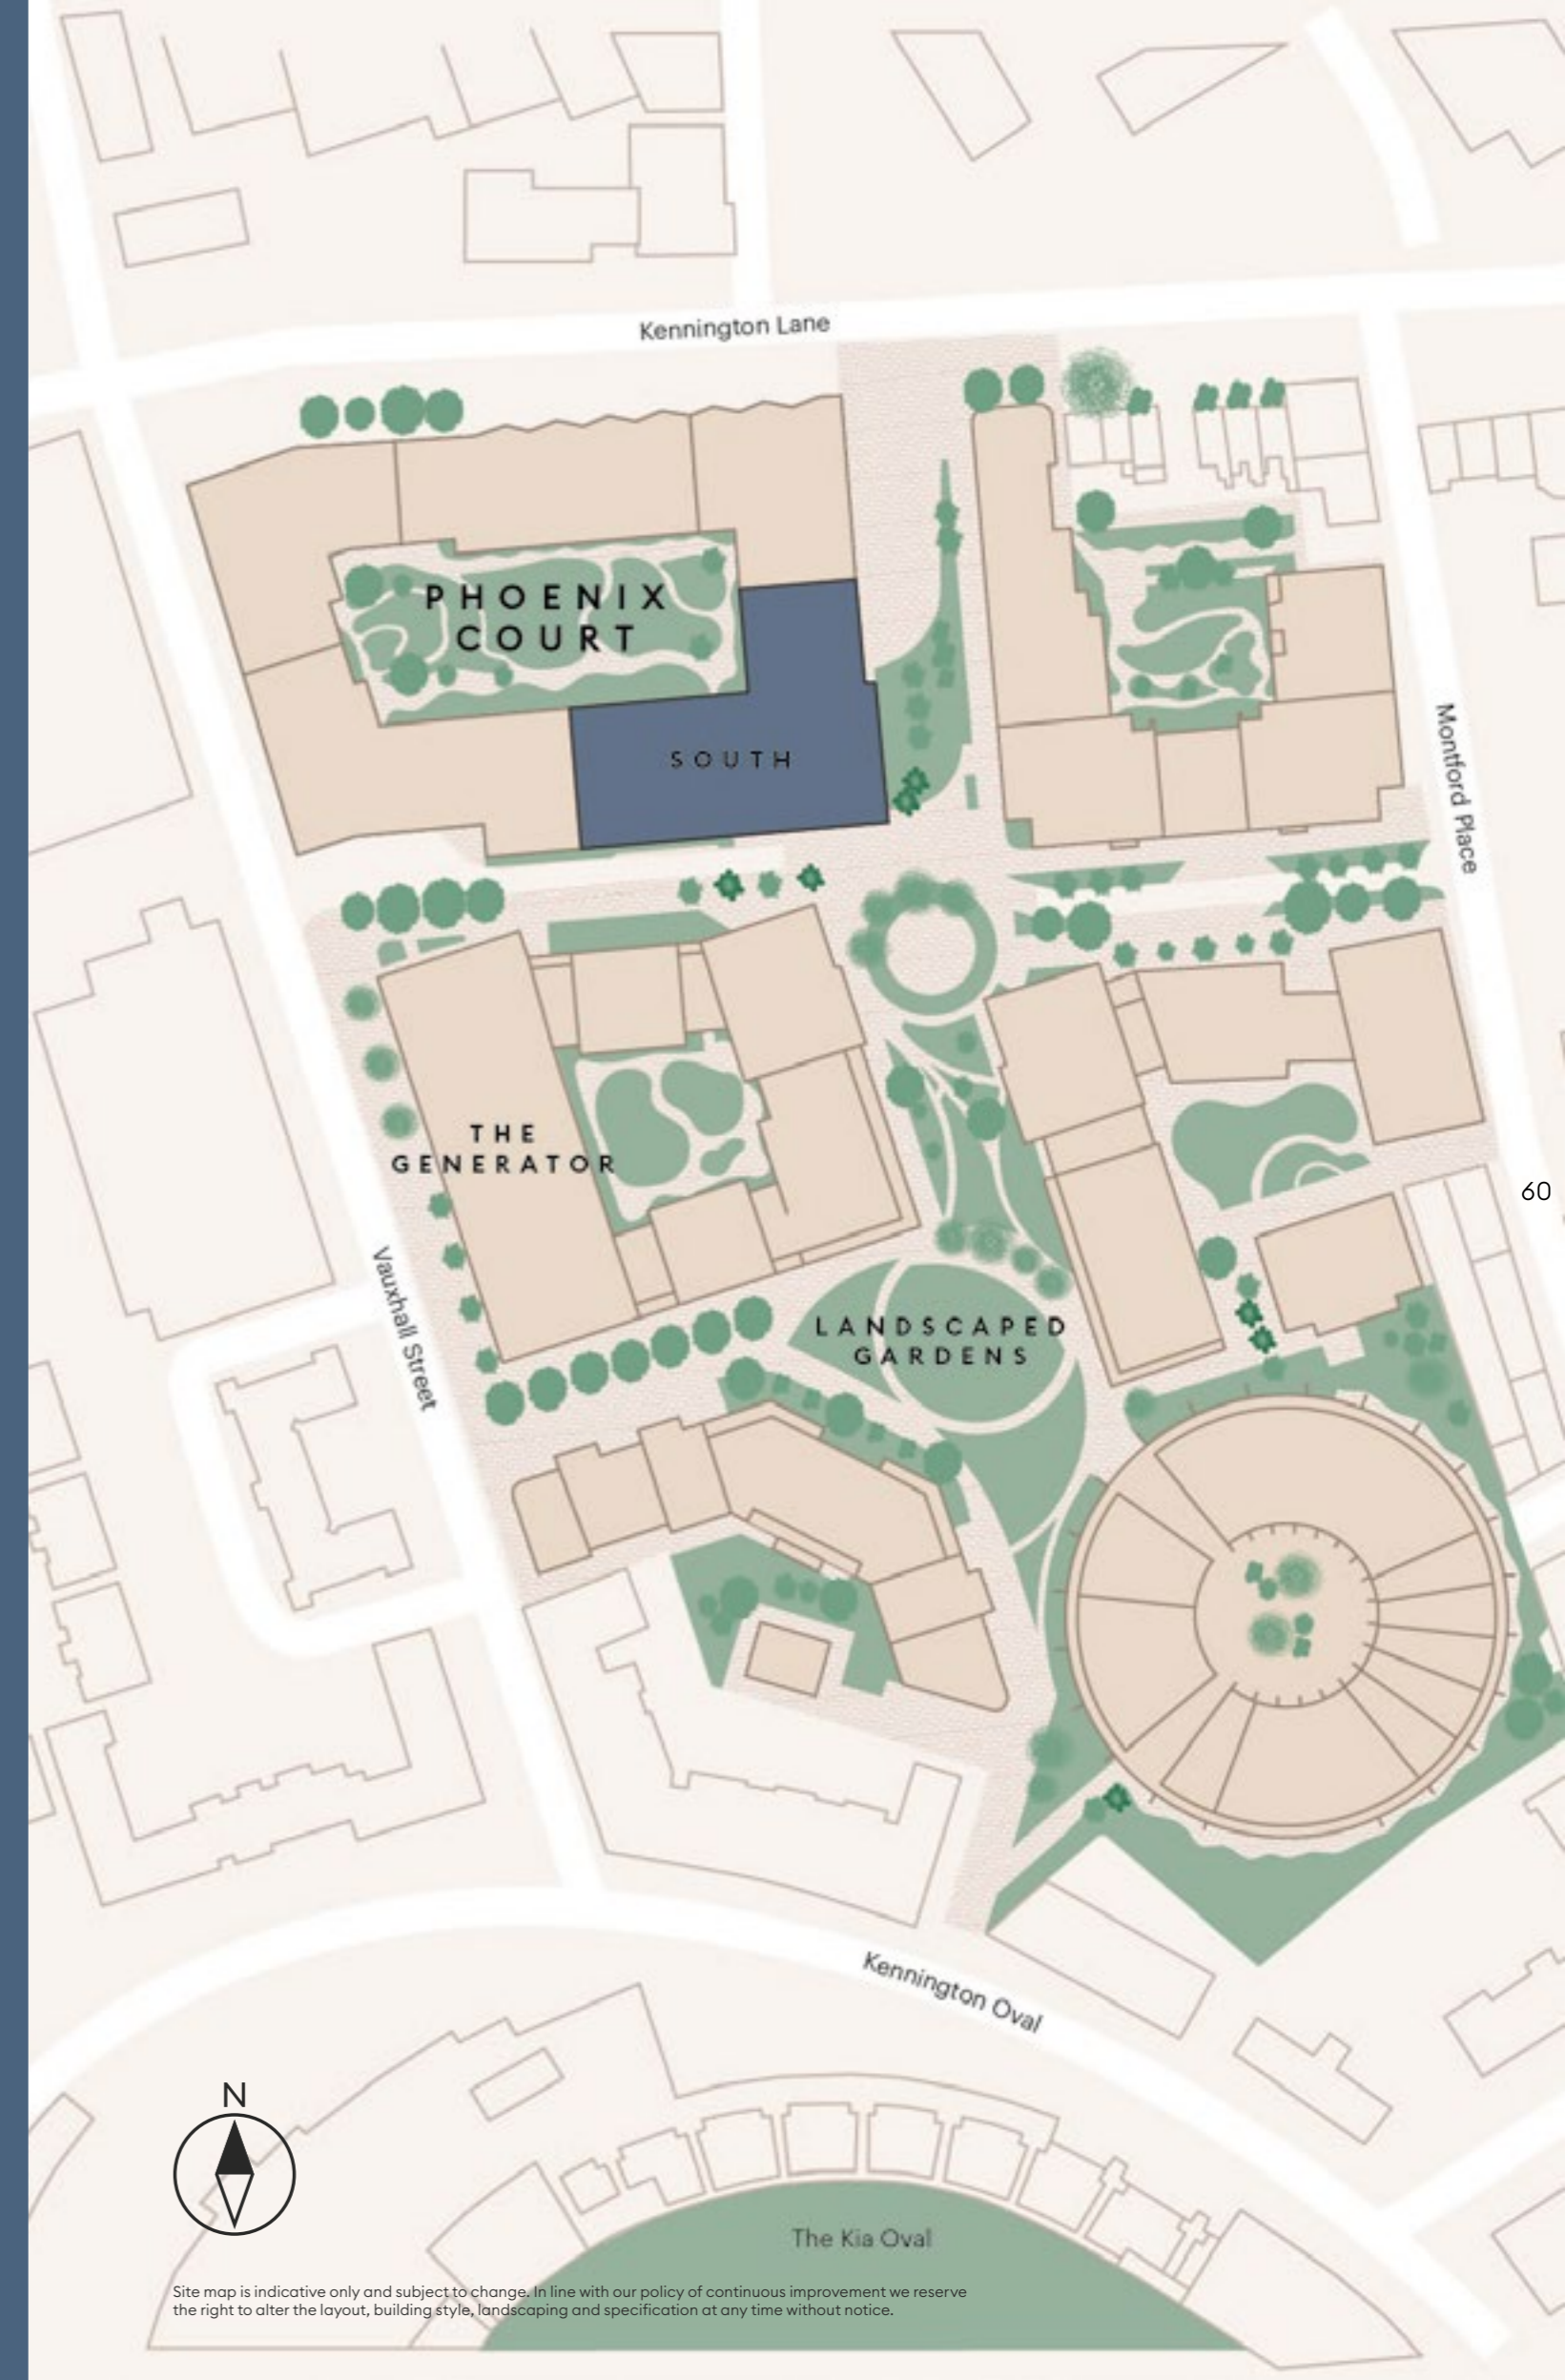 Kennington Lane
PHOENIX
COURT
SOUTH
Montford Place
THE
GENERATOR
60
Vauxhall Street
LANDSCAPED
GARDENS
Kennington Oval
N
The Kia Oval
Site map is indicative only and subject to change. In line with our policy of continuous improvement we reserve
the right to alter the layout, building style, landscaping and specification at any time without notice.